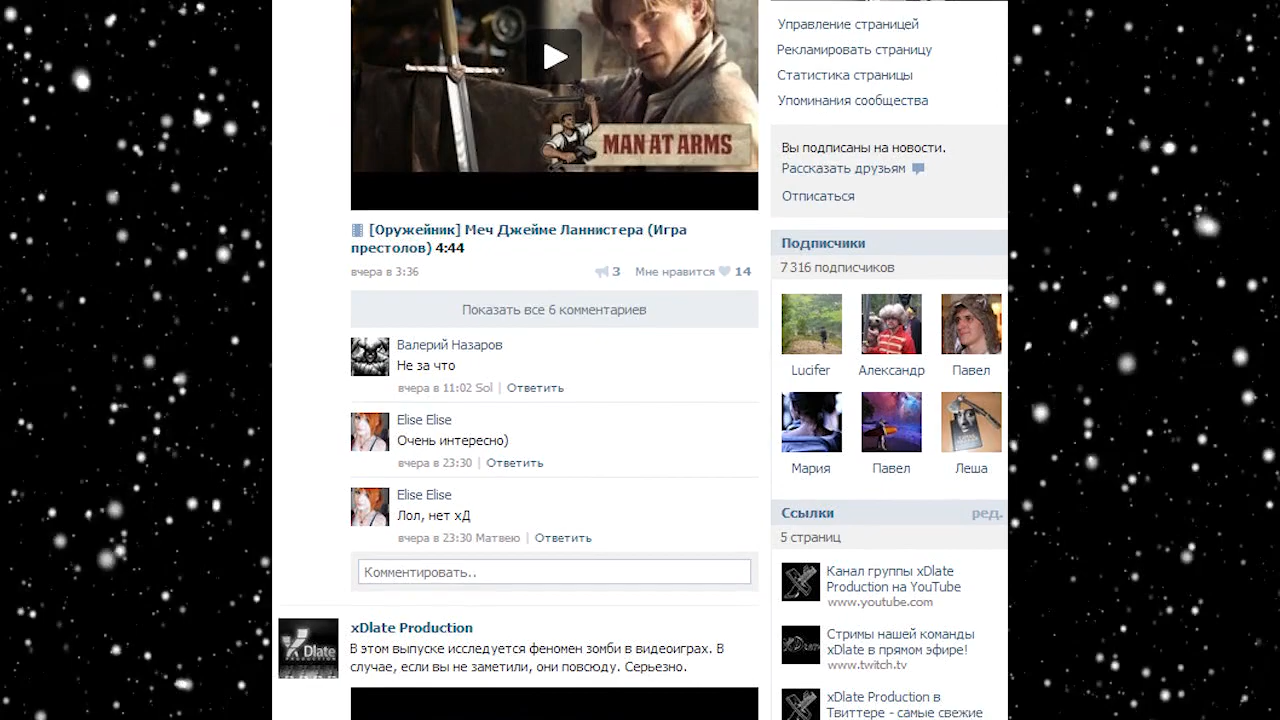 MAN AT ARMS
[Оружейник] Меч Джейме Ланнистера (Игра
престолов) 4:44
вчера в 3:36
3
Мне нравится 14
Показать все 6 комментариев
Валерий Назаров
Не за что
вчера в 11:02 Sol | Ответить
Elise Elise
Очень интересно)
вчера в 23:30 | Ответить
Elise Elise
Лол, нет хД
вчера в 23:30 Матвею | Ответить
Комментировать..
xDlate Production
В этом выпуске исследуется феномен зомби в видеоиграх. В
случае, если вы не заметили, они повсюду. Серьезно.
xDlate
Управление страницей
Рекламировать страницу
Статистика страницы
Упоминания сообщества
Вы подписаны на новости.
Рассказать друзьям
Отписаться
Подписчики
7 316 подписчиков
Lucifer Александр Павел
Мария Павел Леша
Ссылки ред.
5 страниц
Канал группы xDlate
Production на YouTube
www.youtube.com
Стримы нашей команды
xDlate в прямом эфире!
www.twitch.tv
xDlate Production в
Твиттере - самые свежие